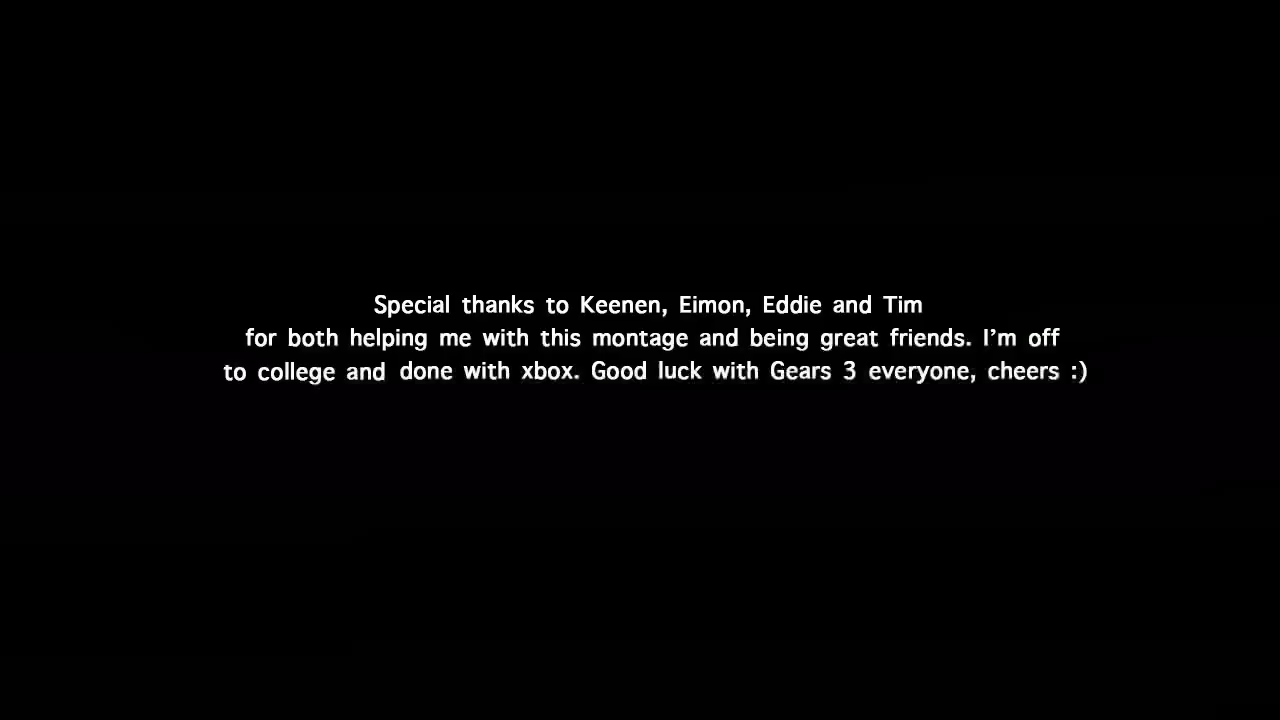 Special thanks to Keenen, Eimon, Eddie and Tim
for both helping me with this montage and being great friends. I'm off
to college and done with xbox. Good luck with Gears 3 everyone, cheers :)